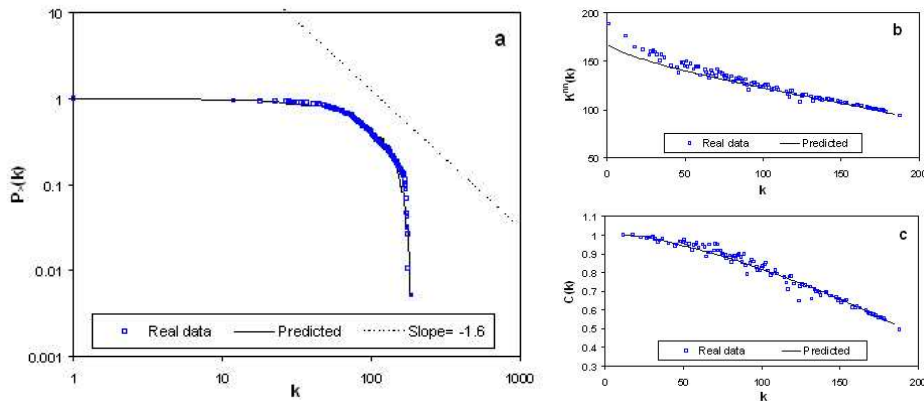 a
10
1
0.1
0.01
0.001
P>(k)
1
10
100
1000
k
Real data
Predicted
Slope= -1.6
b
200
150
100
50
K^nn(k)
0
50
100
150
200
k
Real data
Predicted
c
1.1
1
0.9
0.8
0.7
0.6
0.5
0.4
0.3
C(k)
0
50
100
150
200
k
Real data
Predicted